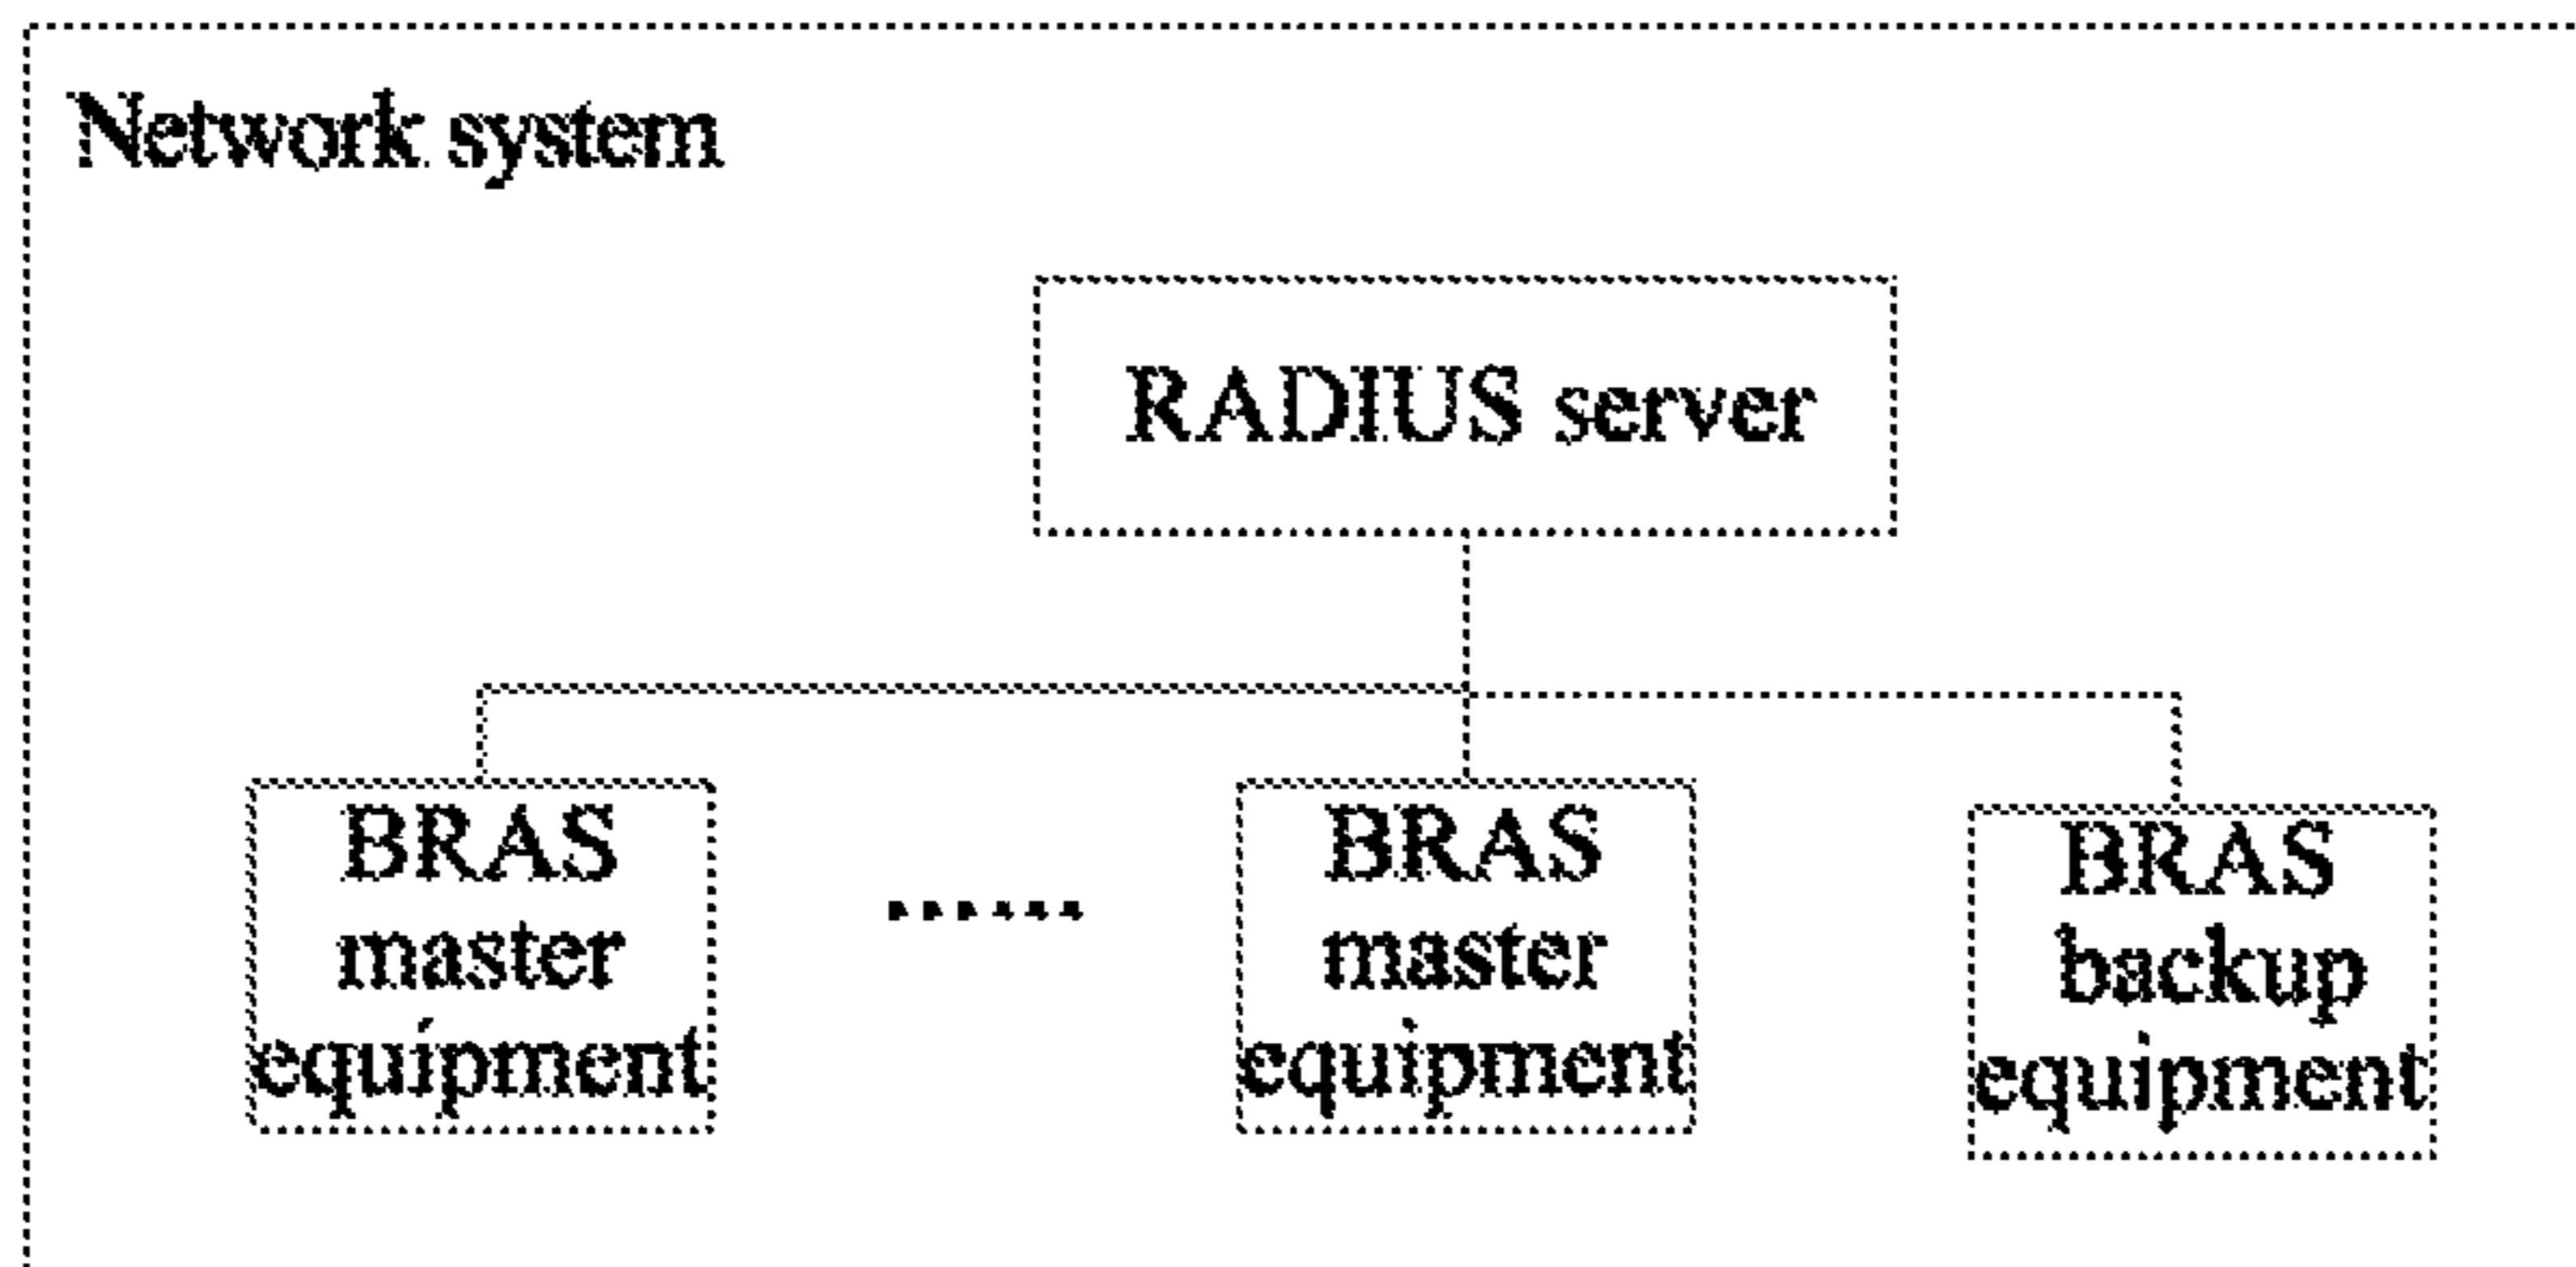 Network system
RADIUS server
BRAS
master
equipment
......
BRAS
master
equipment
BRAS
backup
equipment